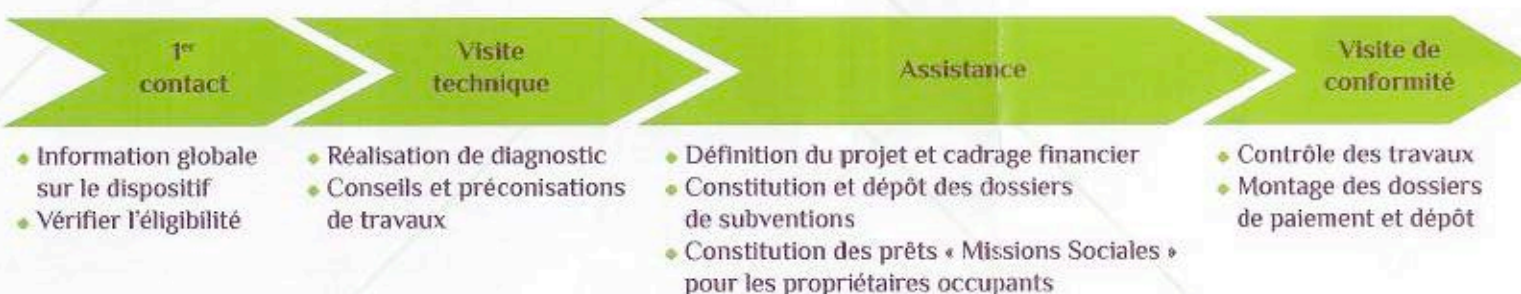 1er
contact
Visite
technique
Assistance
Visite de
conformité
• Information globale
sur le dispositif
• Vérifier l'éligibilité
• Réalisation de diagnostic
• Conseils et préconisations
de travaux
• Définition du projet et cadrage financier
• Constitution et dépôt des dossiers
de subventions
• Constitution des prêts « Missions Sociales »
pour les propriétaires occupants
• Contrôle des travaux
• Montage des dossiers
de paiement et dépôt